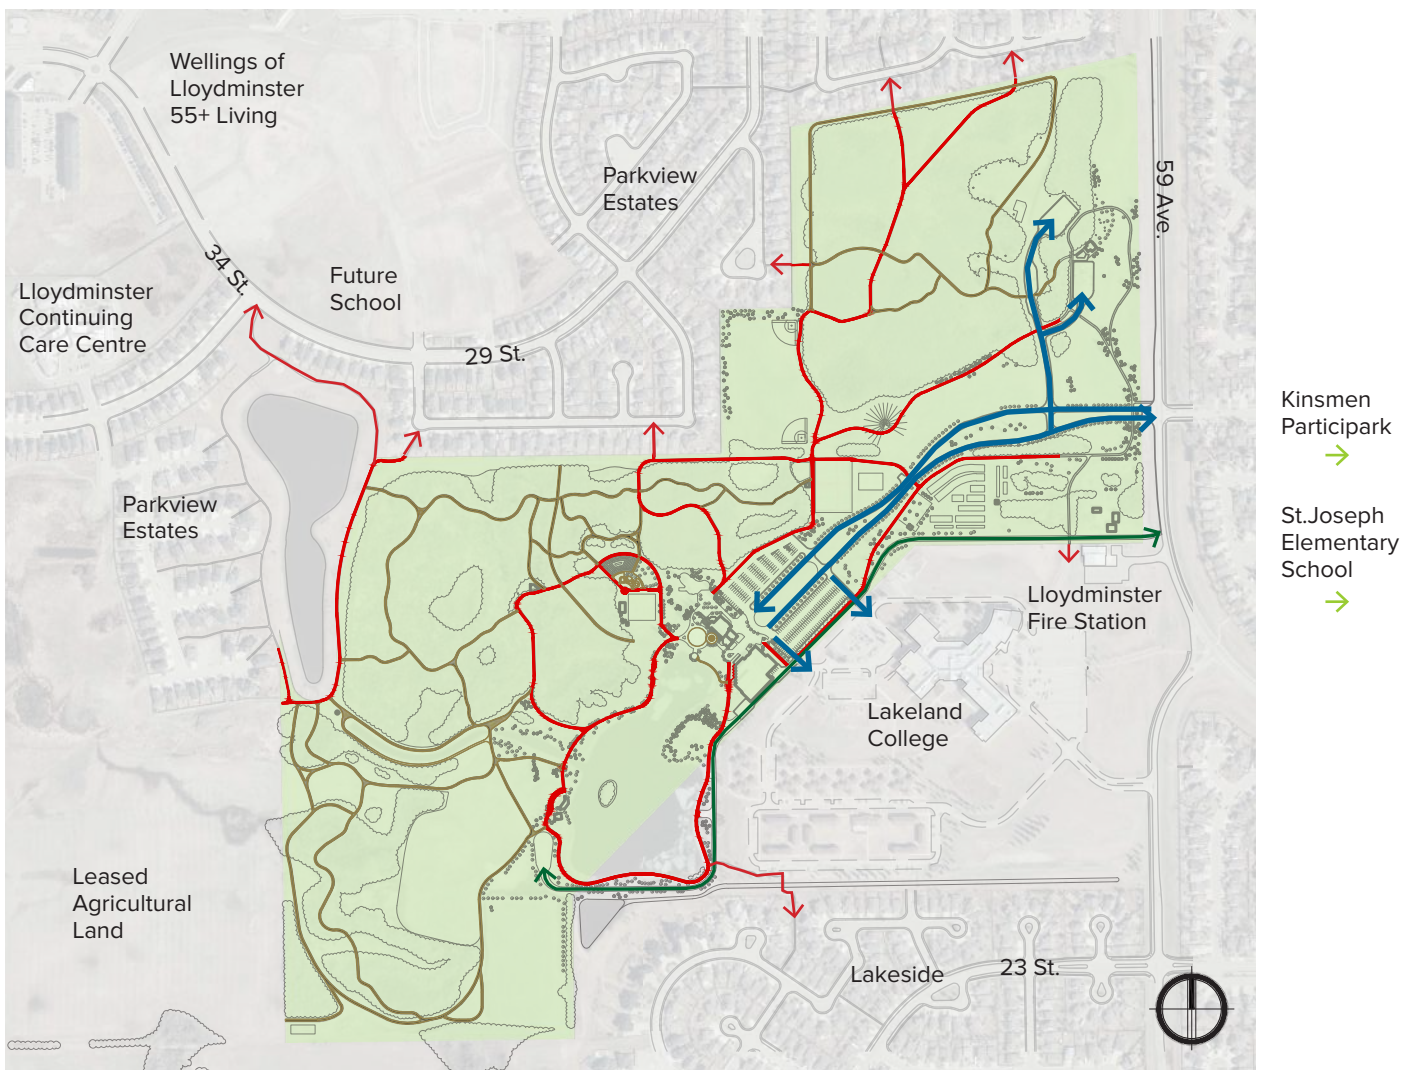 Wellings of
Lloydminster
55+ Living
Parkview
Estates
59 Ave.
34 St.
Future
School
Lloydminster
Continuing
Care Centre
29 St.
Kinsmen
Participark
Parkview
Estates
St.Joseph
Elementary
School
Lloydminster
Fire Station
Lakeland
College
Leased
Agricultural
Land
Lakeside
23 St.